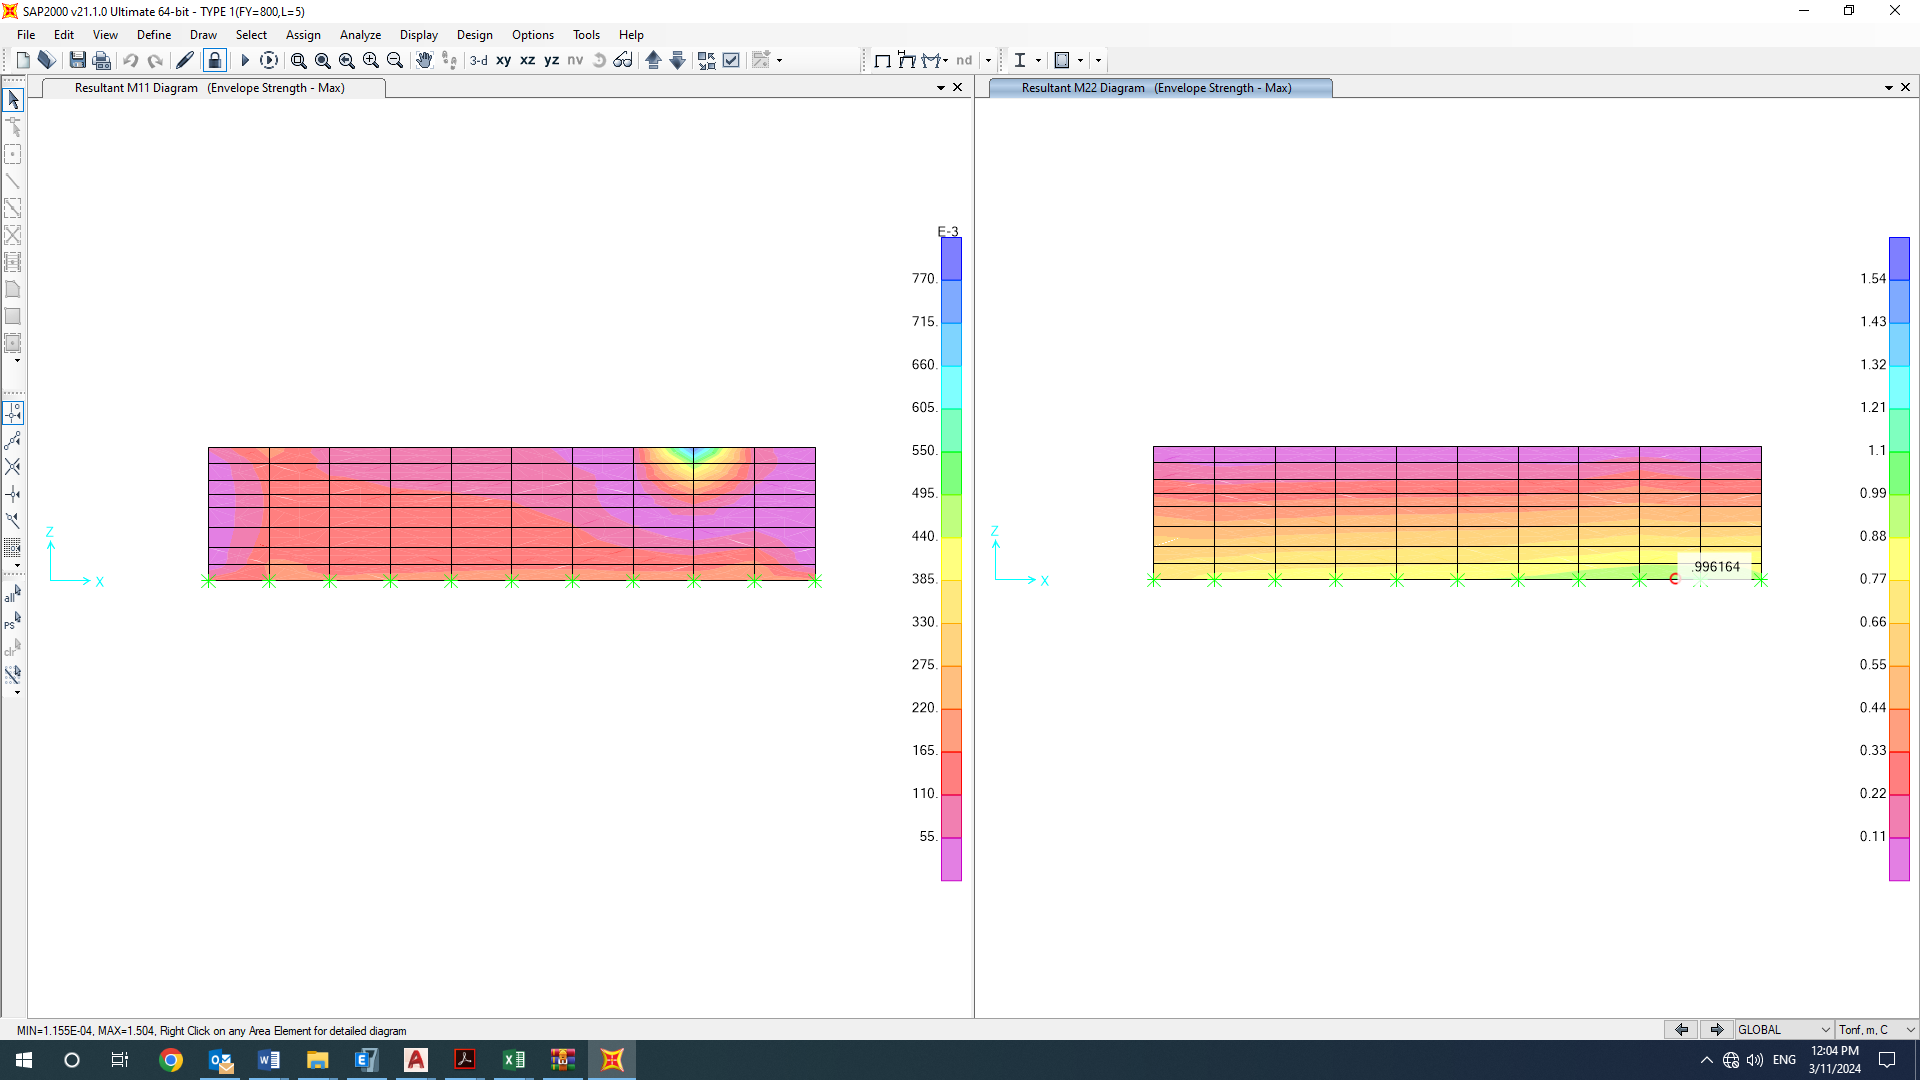 SAP2000 v21.1.0 Ultimate 64-bit - TYPE 1(FY=800,L=5)
File Edit View Define Draw Select Assign Analyze Display Design Options Tools Help
3-d xy xz yz nv nd
Resultant M11 Diagram (Envelope Strength - Max)
Resultant M22 Diagram (Envelope Strength - Max)
E-3
770.
715.
660.
605.
550.
495.
440.
385.
330.
275.
220.
165.
110.
55.
Z
X
1.54
1.43
1.32
1.21
1.1
0.99
0.88
0.77
0.66
0.55
0.44
0.33
0.22
0.11
Z
X
.996164
all
PS
clr
MIN=1.155E-04, MAX=1.504, Right Click on any Area Element for detailed diagram
GLOBAL
Tonf, m, C
ENG
12:04 PM
3/11/2024